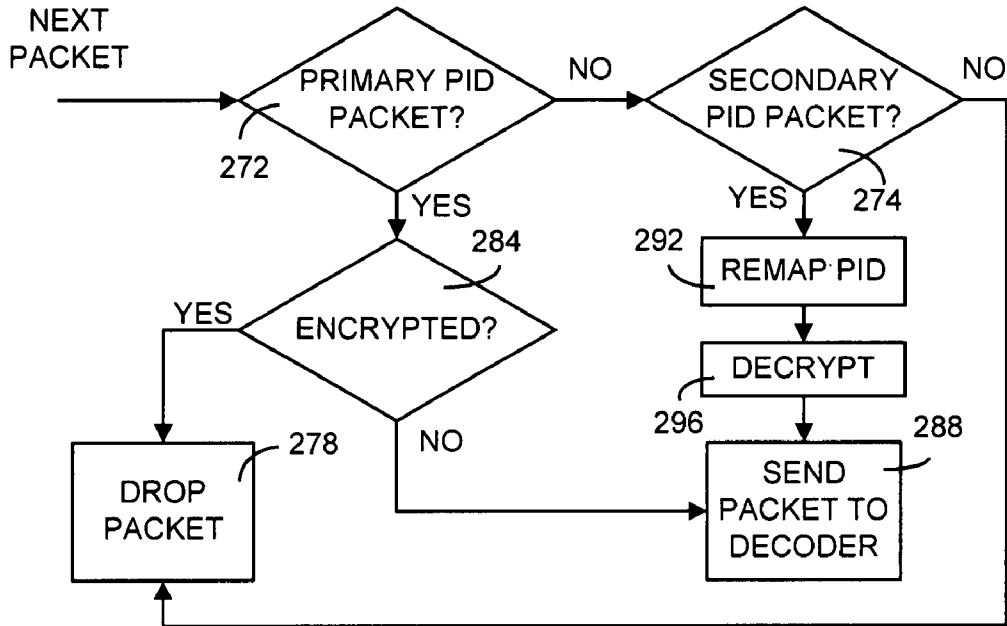 NEXT
PACKET
PRIMARY PID
PACKET?
272
NO
SECONDARY
PID PACKET?
274
NO
YES
YES
284
ENCRYPTED?
YES
NO
292
REMAP PID
DECRYPT
296
278
DROP
PACKET
288
SEND
PACKET TO
DECODER